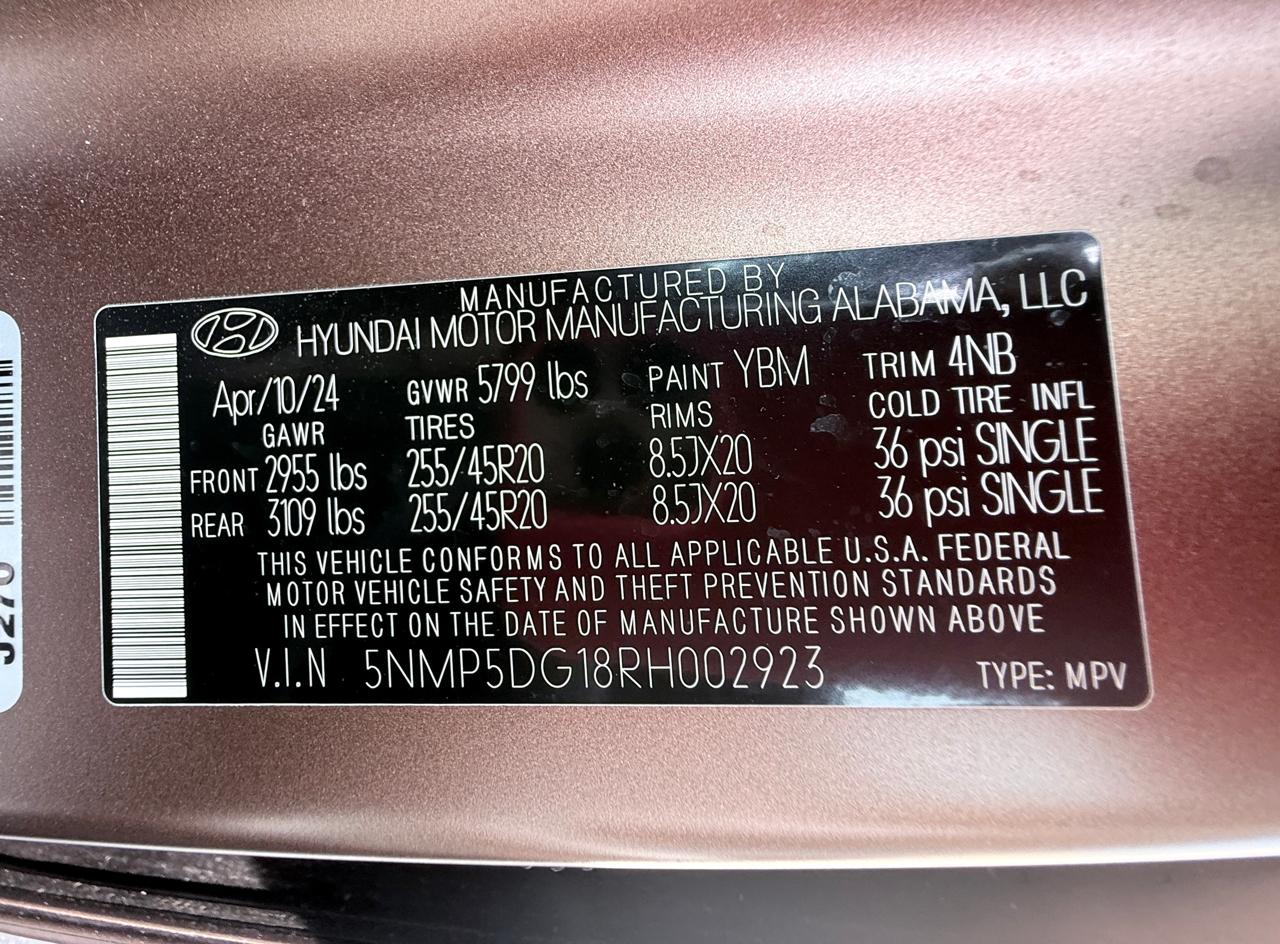 MANUFACTURED BY
HYUNDAI MOTOR MANUFACTURING ALABAMA, LLC
Apr/10/24 GVWR 5799 lbs PAINT YBM TRIM 4NB
GAWR TIRES RIMS COLD TIRE INFL
FRONT 2955 lbs 255/45R20 8.5JX20 36 psi SINGLE
REAR 3109 lbs 255/45R20 8.5JX20 36 psi SINGLE
THIS VEHICLE CONFORMS TO ALL APPLICABLE U.S.A. FEDERAL
MOTOR VEHICLE SAFETY AND THEFT PREVENTION STANDARDS
IN EFFECT ON THE DATE OF MANUFACTURE SHOWN ABOVE
V.I.N 5NMP5DG18RH002923 TYPE: MPV